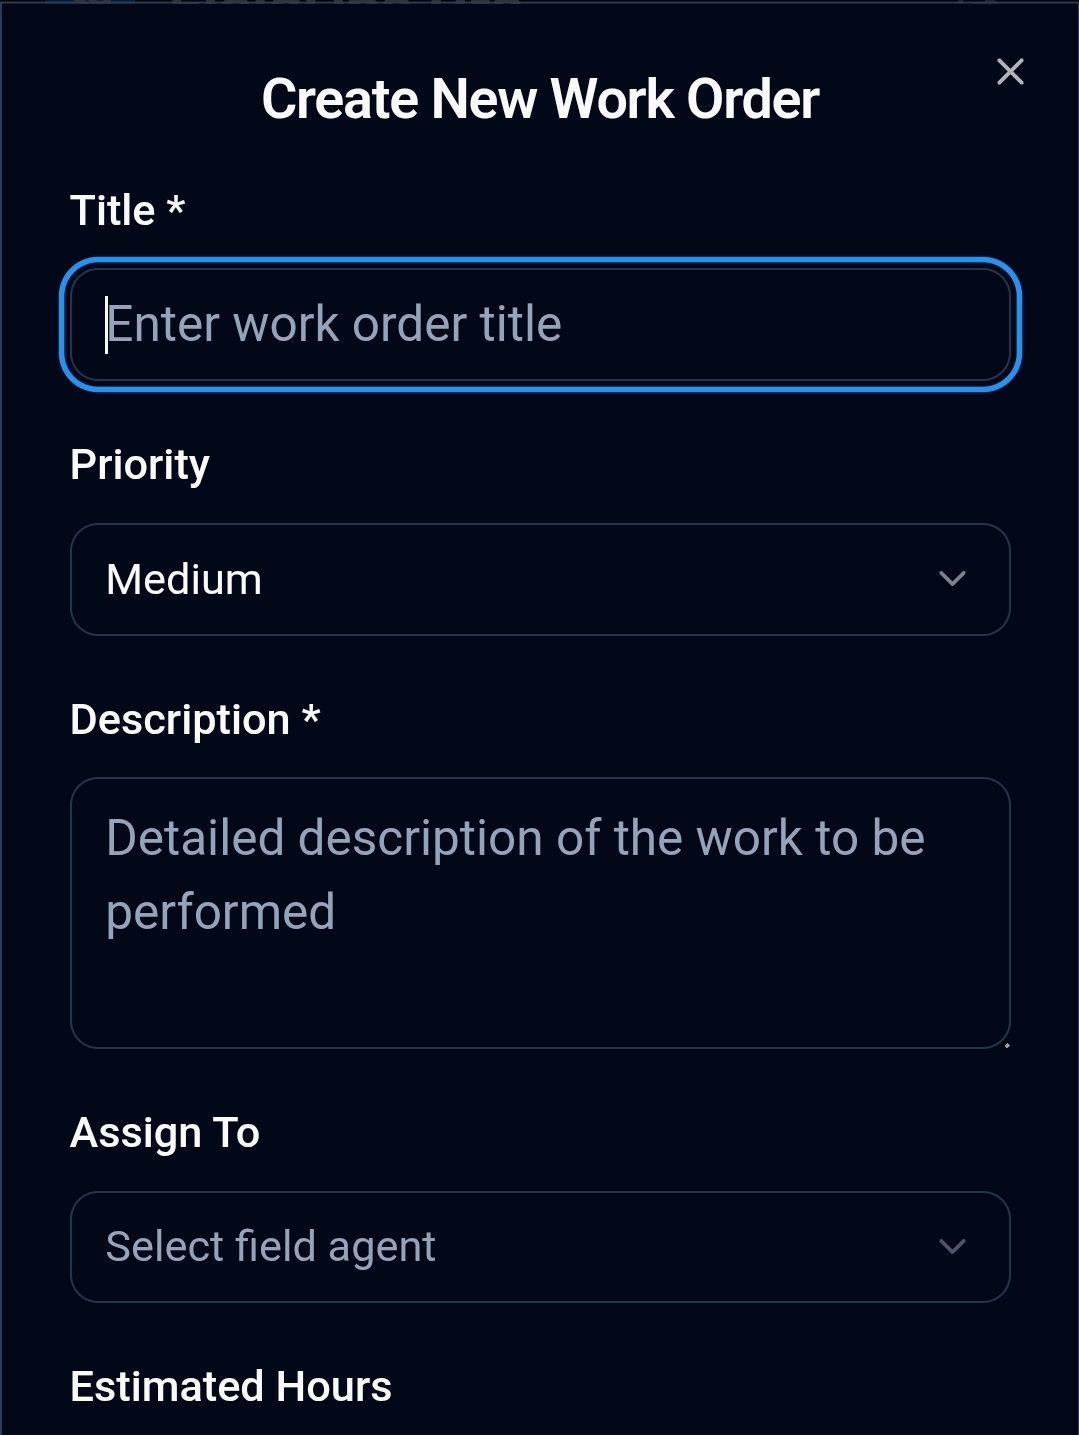 Create New Work Order
Title *
Enter work order title
Priority
Medium
Description *
Detailed description of the work to be
performed
Assign To
Select field agent
Estimated Hours